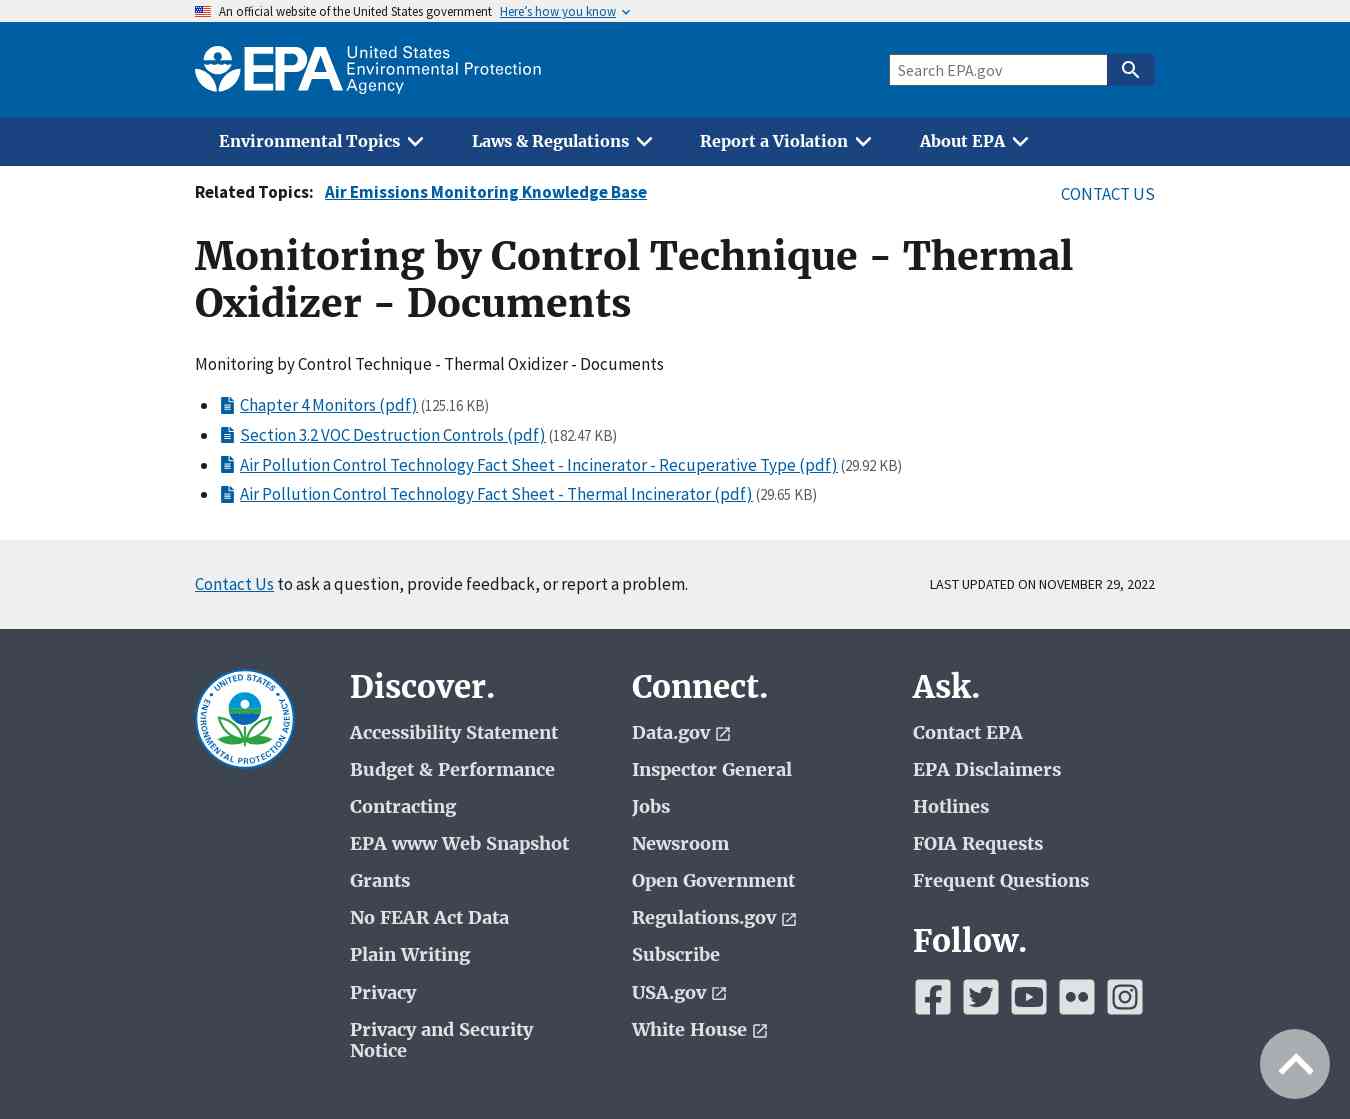 An official website of the United States government Here's how you know
EPA United States
Environmental Protection
Agency
Search EPA.gov
Environmental Topics Laws & Regulations Report a Violation About EPA
Related Topics: Air Emissions Monitoring Knowledge Base CONTACT US
Monitoring by Control Technique - Thermal
Oxidizer - Documents
Monitoring by Control Technique - Thermal Oxidizer - Documents
Chapter 4 Monitors (pdf) (125.16 KB)
Section 3.2 VOC Destruction Controls (pdf) (182.47 KB)
Air Pollution Control Technology Fact Sheet - Incinerator - Recuperative Type (pdf) (29.92 KB)
Air Pollution Control Technology Fact Sheet - Thermal Incinerator (pdf) (29.65 KB)
Contact Us to ask a question, provide feedback, or report a problem. LAST UPDATED ON NOVEMBER 29, 2022
UNITED STATES
ENVIRONMENTAL PROTECTION AGENCY
Discover.
Accessibility Statement
Budget & Performance
Contracting
EPA www Web Snapshot
Grants
No FEAR Act Data
Plain Writing
Privacy
Privacy and Security
Notice
Connect.
Data.gov
Inspector General
Jobs
Newsroom
Open Government
Regulations.gov
Subscribe
USA.gov
White House
Ask.
Contact EPA
EPA Disclaimers
Hotlines
FOIA Requests
Frequent Questions
Follow.